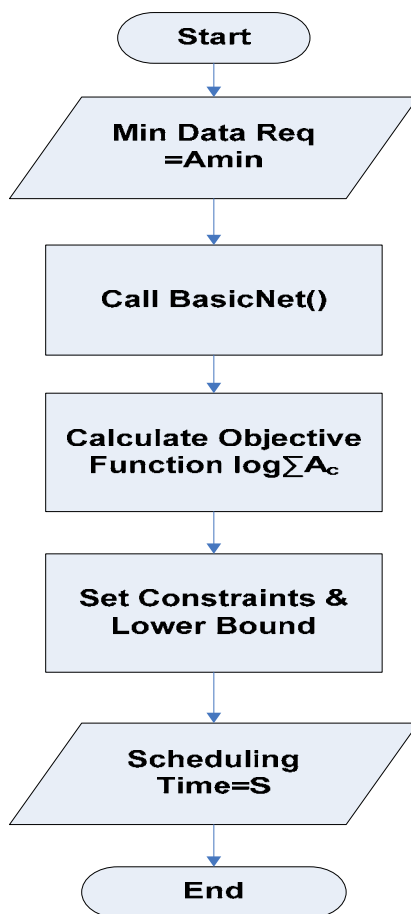 Start
Min Data Req
=Amin
Call BasicNet()
Calculate Objective
Function log∑Ac
Set Constraints &
Lower Bound
Scheduling
Time=S
End